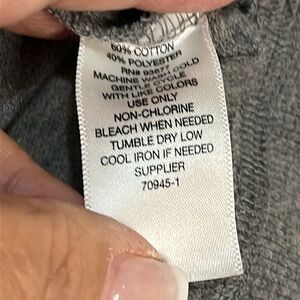 60% COTTON
40% POLYESTER
RN# 93677
MACHINE WASH COLD
GENTLE CYCLE
WITH LIKE COLORS
USE ONLY
NON-CHLORINE
BLEACH WHEN NEEDED
TUMBLE DRY LOW
COOL IRON IF NEEDED
SUPPLIER
70945-1